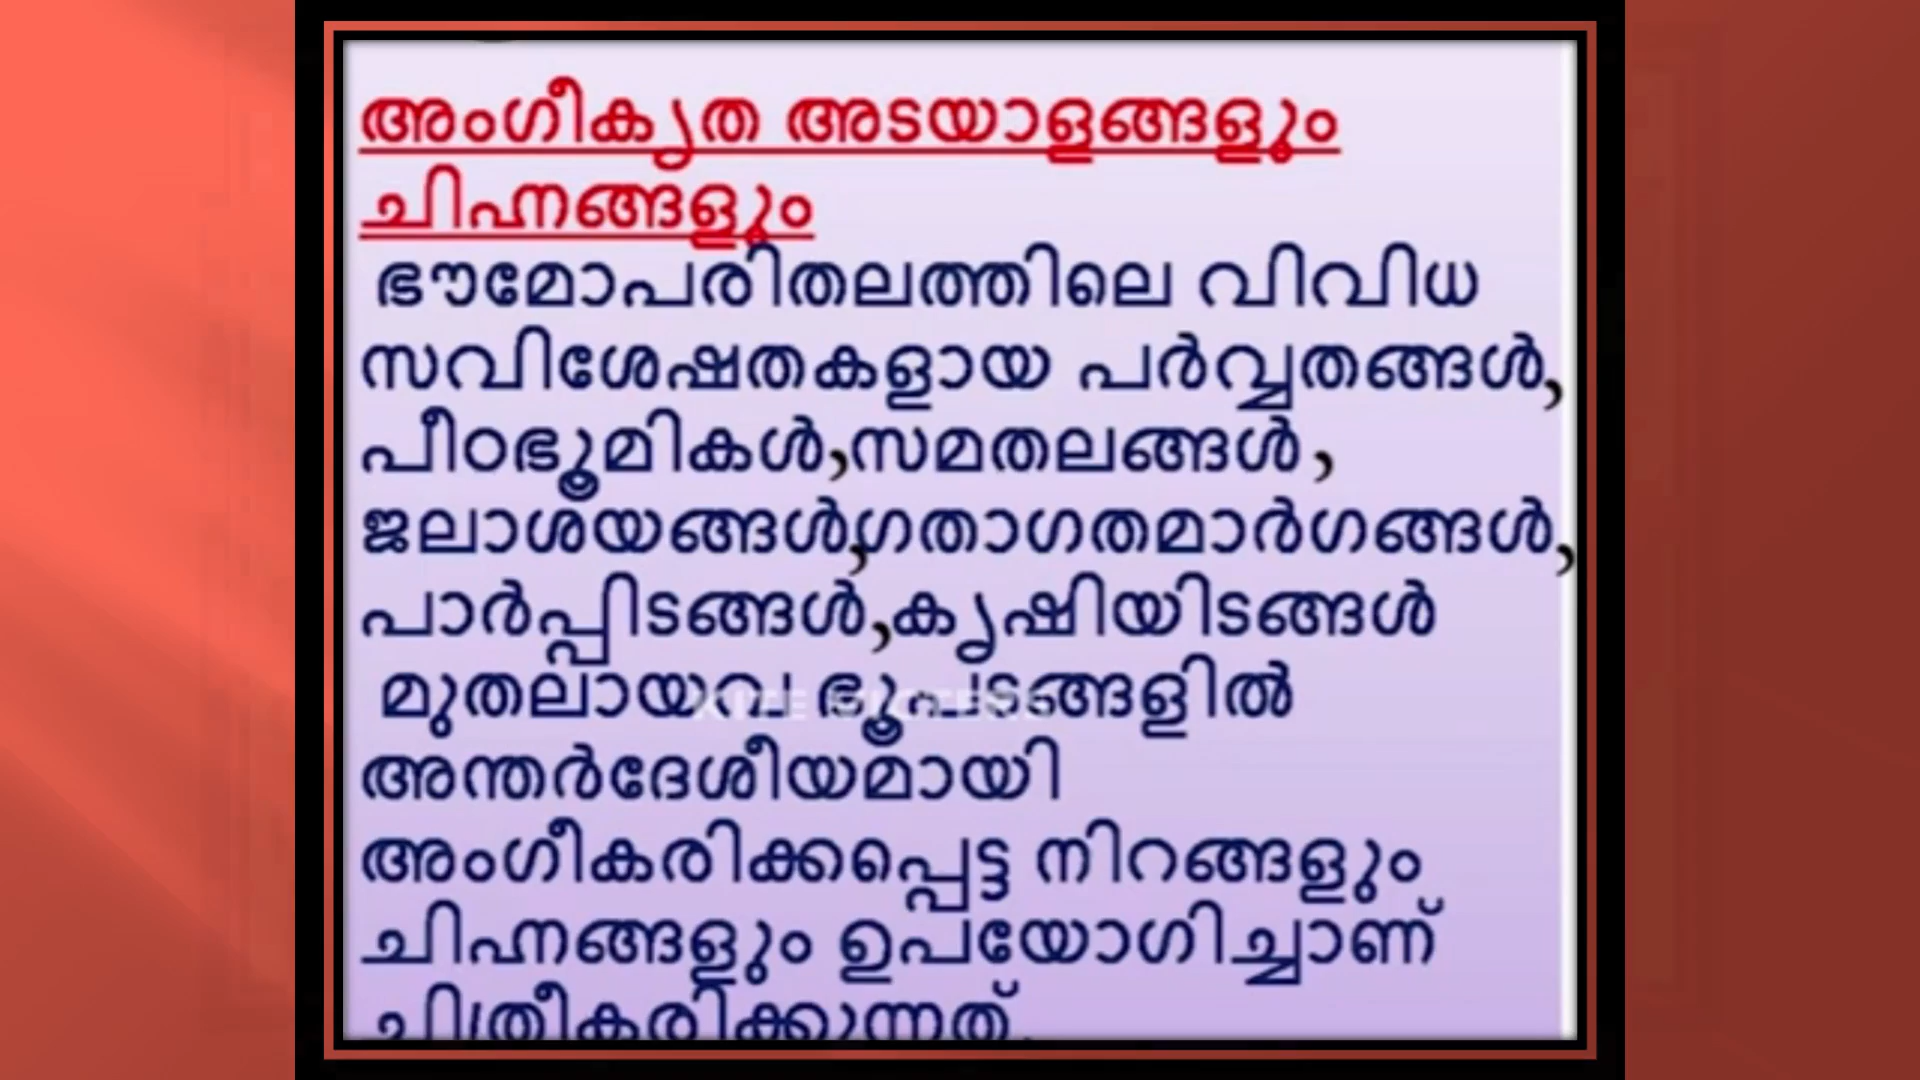 അംഗീകൃത അടയാളങ്ങളും
ചിഹ്നങ്ങളും
ഭൗമോപരിതലത്തിലെ വിവിധ
സവിശേഷതകളായ പർവ്വതങ്ങൾ,
പീഠഭൂമികൾ,സമതലങ്ങൾ,
ജലാശയങ്ങൾ,ഗതാഗതമാർഗങ്ങൾ,
പാർപ്പിടങ്ങൾ,കൃഷിയിടങ്ങൾ
മുതലായവ ഭൂപടങ്ങളിൽ
അന്തർദേശീയമായി
അംഗീകരിക്കപ്പെട്ട നിറങ്ങളും
ചിഹ്നങ്ങളും ഉപയോഗിച്ചാണ്
ചിത്രീകരിക്കുന്നത്.